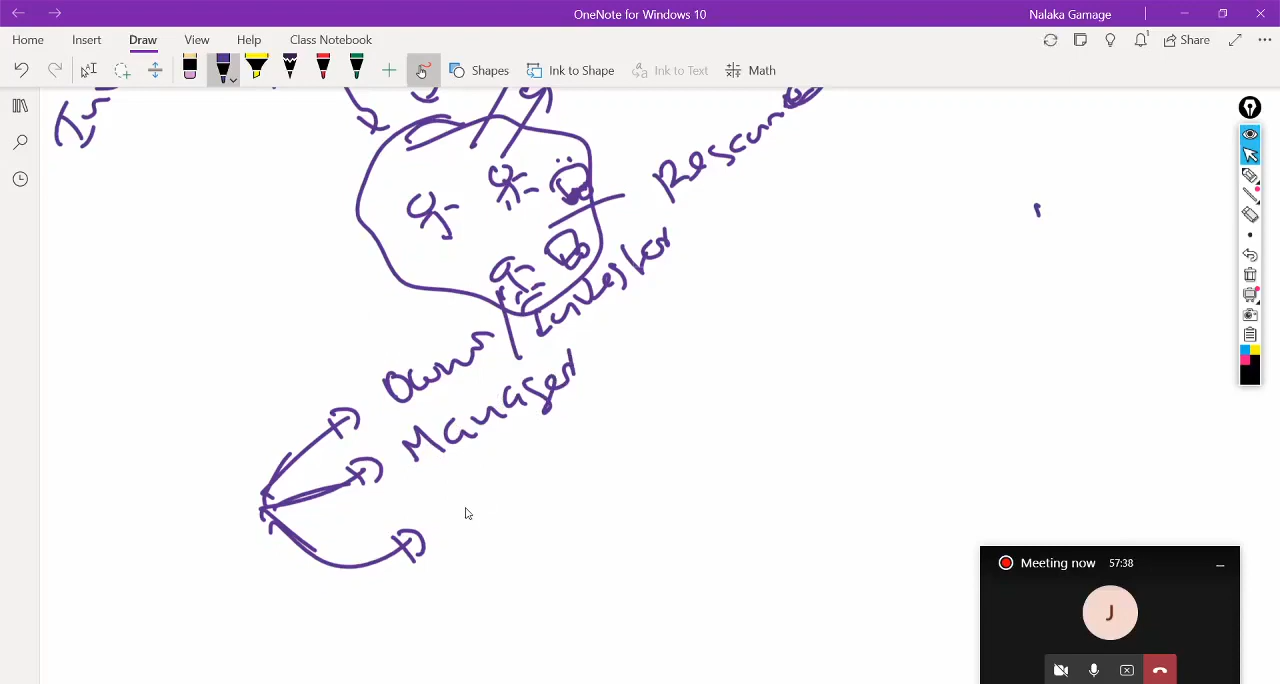 OneNote for Windows 10
Nalaka Gamage
Home Insert Draw View Help Class Notebook
Share
Shapes Ink to Shape Ink to Text Math
Investor
Owner
Manager
Meeting now 57:38
J